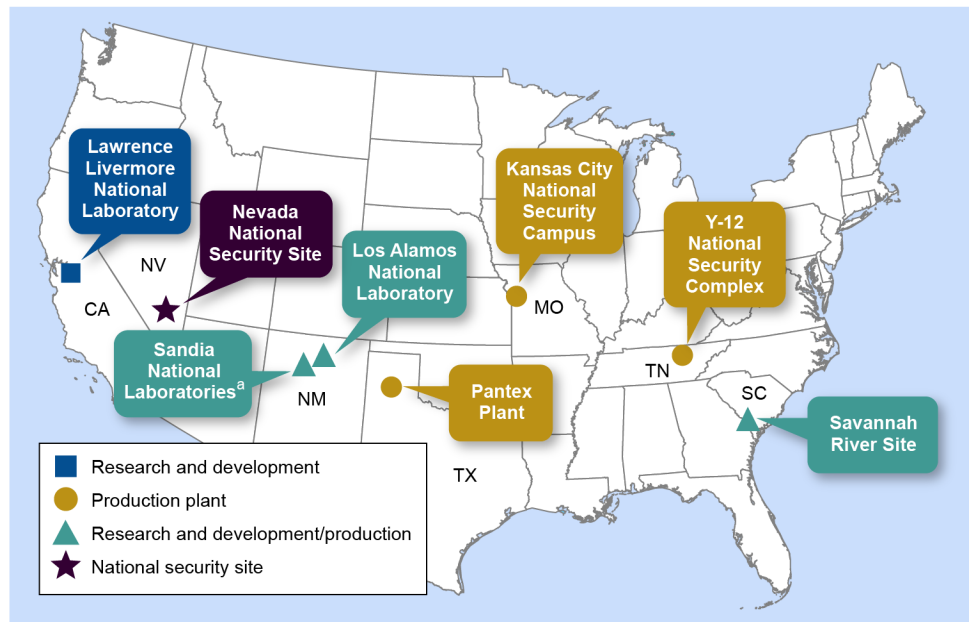 Lawrence
Livermore
National
Laboratory
Nevada
National
Security Site
Los Alamos
National
Laboratory
Kansas City
National
Security
Campus
Y-12
National
Security
Complex
NV
CA
MO
Sandia
National
Laboratoriesa
NM
TN
Pantex
Plant
SC
Savannah
River Site
TX
Research and development
Production plant
Research and development/production
National security site